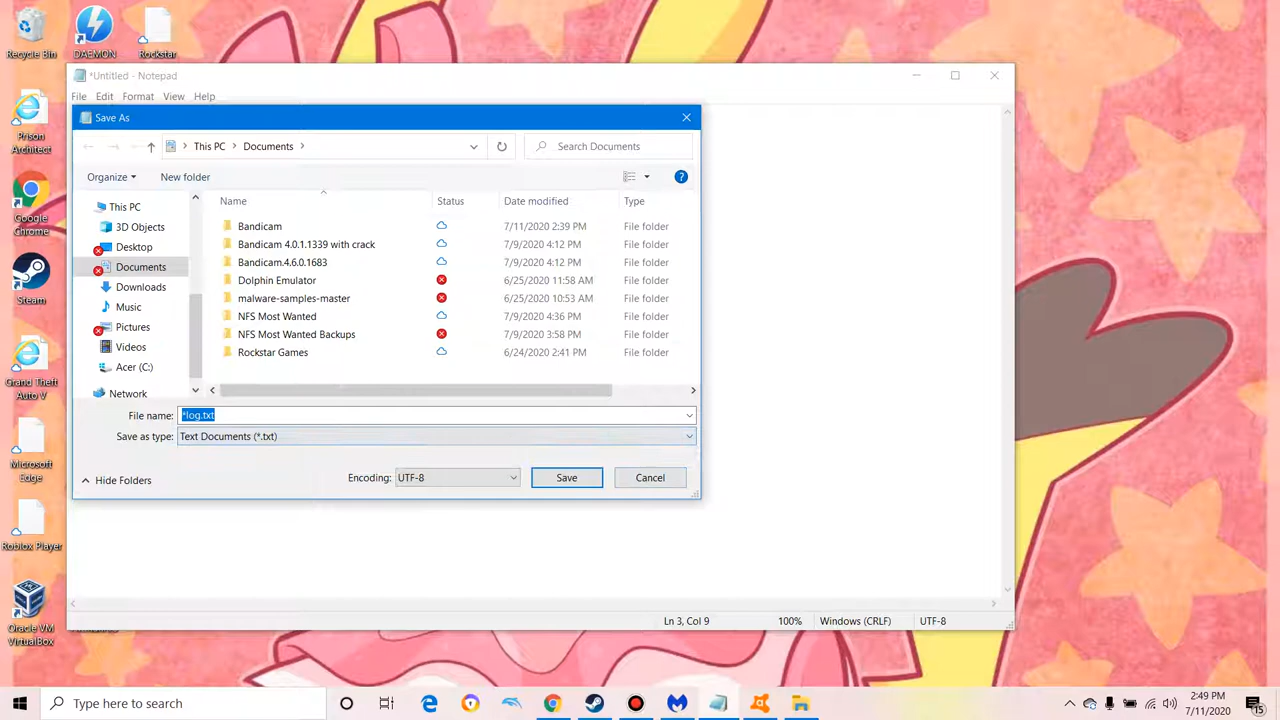 Recycle Bin
DAEMON
Rockstar
*Untitled - Notepad
File Edit Format View Help
Save As
This PC > Documents >
Search Documents
Organize
New folder
Name
Status
Date modified
Type
This PC
3D Objects
Desktop
Documents
Downloads
Music
Pictures
Videos
Acer (C:)
Network
Bandicam 7/11/2020 2:39 PM File folder
Bandicam 4.0.1.1339 with crack 7/9/2020 4:12 PM File folder
Bandicam.4.6.0.1683 7/9/2020 4:12 PM File folder
Dolphin Emulator 6/25/2020 11:58 AM File folder
malware-samples-master 6/25/2020 10:53 AM File folder
NFS Most Wanted 7/9/2020 4:36 PM File folder
NFS Most Wanted Backups 7/9/2020 3:58 PM File folder
Rockstar Games 6/24/2020 2:41 PM File folder
File name: *log.txt
Save as type: Text Documents (*.txt)
Hide Folders
Encoding: UTF-8
Save
Cancel
Prison
Architect
Google
Chrome
Steam
Grand Theft
Auto V
Microsoft
Edge
Roblox Player
Oracle VM
VirtualBox
Ln 3, Col 9
100%
Windows (CRLF)
UTF-8
Type here to search
2:49 PM
7/11/2020
15